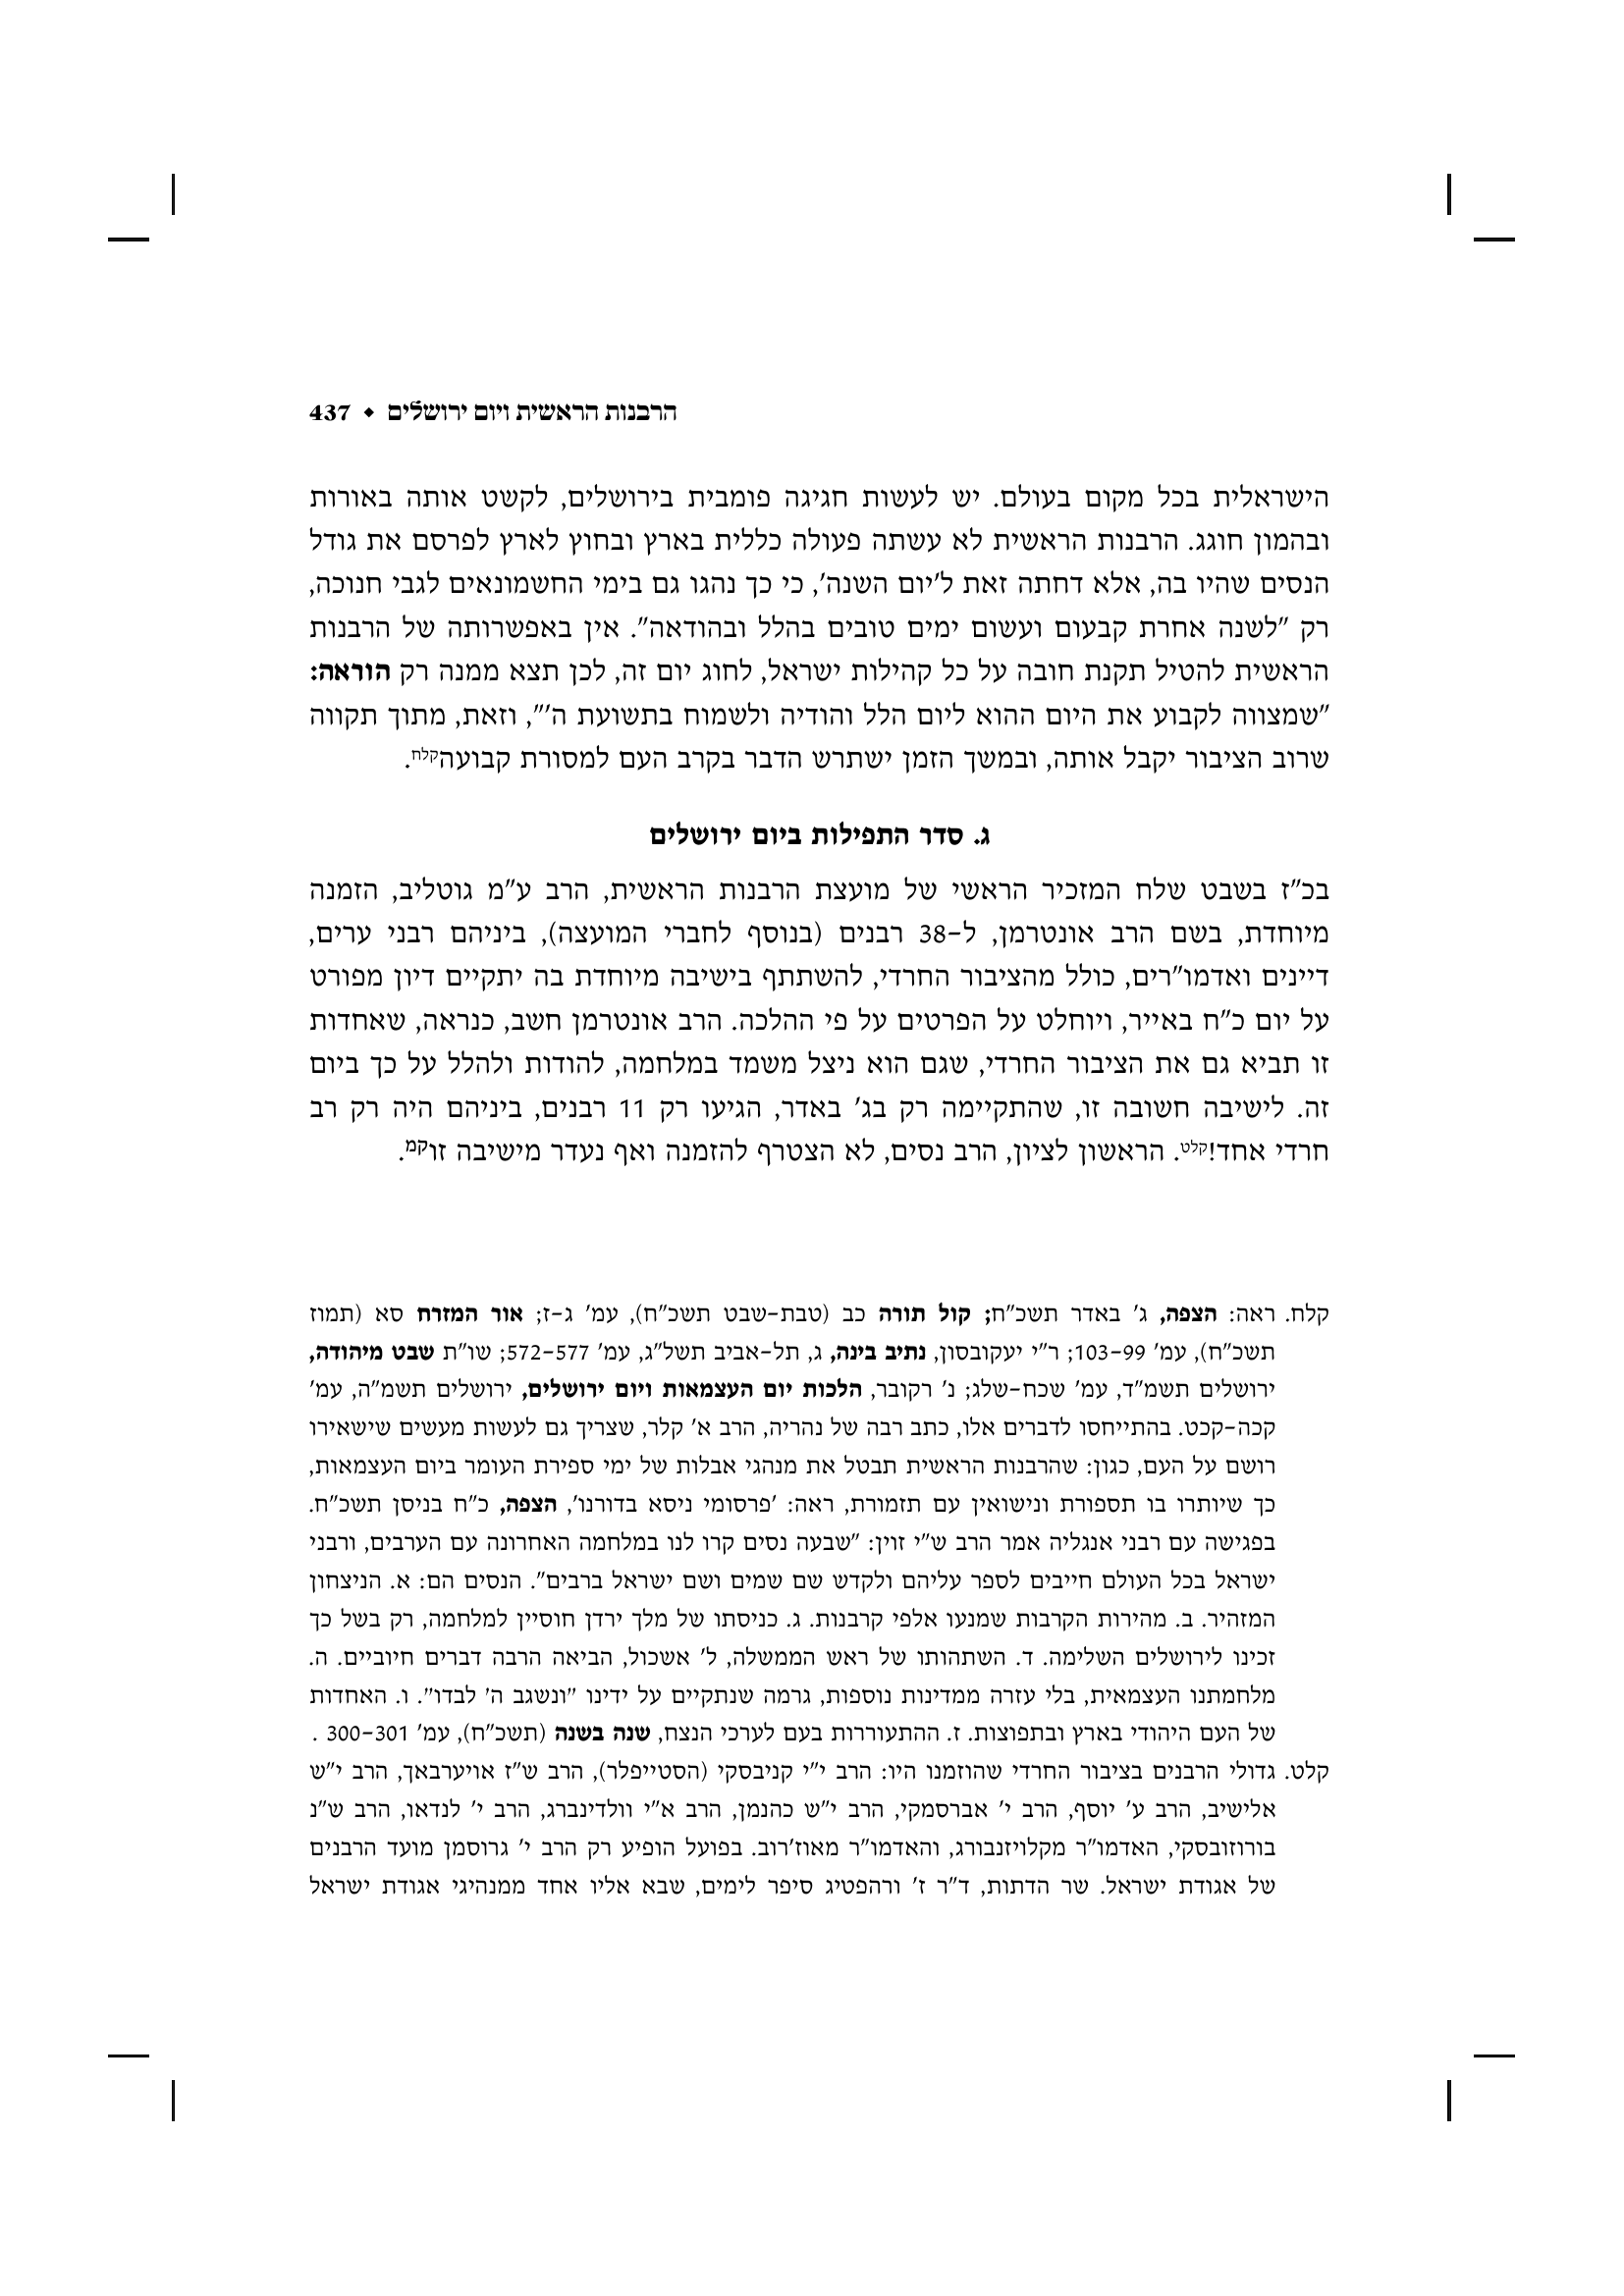 הרבנות הראשית ויום ירושלים ◆ 437
הישראלית בכל מקום בעולם. יש לעשות חגיגה פומבית בירושלים, לקשט אותה באורות
ובהמון חוגג. הרבנות הראשית לא עשתה פעולה כללית בארץ ובחוץ לארץ לפרסם את גודל
הנסים שהיו בה, אלא דחתה זאת ל'יום השנה', כי כך נהגו גם בימי החשמונאים לגבי חנוכה,
רק "לשנה אחרת קבעום ועשום ימים טובים בהלל ובהודאה". אין באפשרותה של הרבנות
הראשית להטיל תקנת חובה על כל קהילות ישראל, לחוג יום זה, לכן תצא ממנה רק הוראה:
"שמצווה לקבוע את היום ההוא ליום הלל והודיה ולשמוח בתשועת ה'", וזאת, מתוך תקווה
שרוב הציבור יקבל אותה, ובמשך הזמן ישתרש הדבר בקרב העם למסורת קבועהקלח.
ג. סדר התפילות ביום ירושלים
בכ"ז בשבט שלח המזכיר הראשי של מועצת הרבנות הראשית, הרב ע"מ גוטליב, הזמנה
מיוחדת, בשם הרב אונטרמן, ל-38 רבנים (בנוסף לחברי המועצה), ביניהם רבני ערים,
דיינים ואדמו"רים, כולל מהציבור החרדי, להשתתף בישיבה מיוחדת בה יתקיים דיון מפורט
על יום כ"ח באייר, ויוחלט על הפרטים על פי ההלכה. הרב אונטרמן חשב, כנראה, שאחדות
זו תביא גם את הציבור החרדי, שגם הוא ניצל משמד במלחמה, להודות ולהלל על כך ביום
זה. לישיבה חשובה זו, שהתקיימה רק בג' באדר, הגיעו רק 11 רבנים, ביניהם היה רק רב
חרדי אחד!קלט. הראשון לציון, הרב נסים, לא הצטרף להזמנה ואף נעדר מישיבה זוקמ.
קלח. ראה: הצפה, ג' באדר תשכ"ח; קול תורה כב (טבת-שבט תשכ"ח), עמ' ג-ז; אור המזרח סא (תמוז
תשכ"ח), עמ' 103-99; ר"י יעקובסון, נתיב בינה, ג, תל-אביב תשל"ג, עמ' 572-577; שו"ת שבט מיהודה,
ירושלים תשמ"ד, עמ' שכח-שלג; נ' רקובר, הלכות יום העצמאות ויום ירושלים, ירושלים תשמ"ה, עמ'
קכה-קכט. בהתייחסו לדברים אלו, כתב רבה של נהריה, הרב א' קלר, שצריך גם לעשות מעשים שישאירו
רושם על העם, כגון: שהרבנות הראשית תבטל את מנהגי אבלות של ימי ספירת העומר ביום העצמאות,
כך שיותרו בו תספורת ונישואין עם תזמורת, ראה: 'פרסומי ניסא בדורנו', הצפה, כ"ח בניסן תשכ"ח.
בפגישה עם רבני אנגליה אמר הרב ש"י זוין: "שבעה נסים קרו לנו במלחמה האחרונה עם הערבים, ורבני
ישראל בכל העולם חייבים לספר עליהם ולקדש שם שמים ושם ישראל ברבים". הנסים הם: א. הניצחון
המזהיר. ב. מהירות הקרבות שמנעו אלפי קרבנות. ג. כניסתו של מלך ירדן חוסיין למלחמה, רק בשל כך
זכינו לירושלים השלימה. ד. השתהותו של ראש הממשלה, ל' אשכול, הביאה הרבה דברים חיוביים. ה.
מלחמתנו העצמאית, בלי עזרה ממדינות נוספות, גרמה שנתקיים על ידינו "ונשגב ה' לבדו". ו. האחדות
של העם היהודי בארץ ובתפוצות. ז. ההתעוררות בעם לערכי הנצח, שנה בשנה (תשכ"ח), עמ' 300-301 .
קלט. גדולי הרבנים בציבור החרדי שהוזמנו היו: הרב י"י קניבסקי (הסטייפלר), הרב ש"ז אויערבאך, הרב י"ש
אלישיב, הרב ע' יוסף, הרב י' אברסמקי, הרב י"ש כהנמן, הרב א"י וולדינברג, הרב י' לנדאו, הרב ש"נ
בורוזובסקי, האדמו"ר מקלויזנבורג, והאדמו"ר מאוז'רוב. בפועל הופיע רק הרב י' גרוסמן מועד הרבנים
של אגודת ישראל. שר הדתות, ד"ר ז' ורהפטיג סיפר לימים, שבא אליו אחד ממנהיגי אגודת ישראל